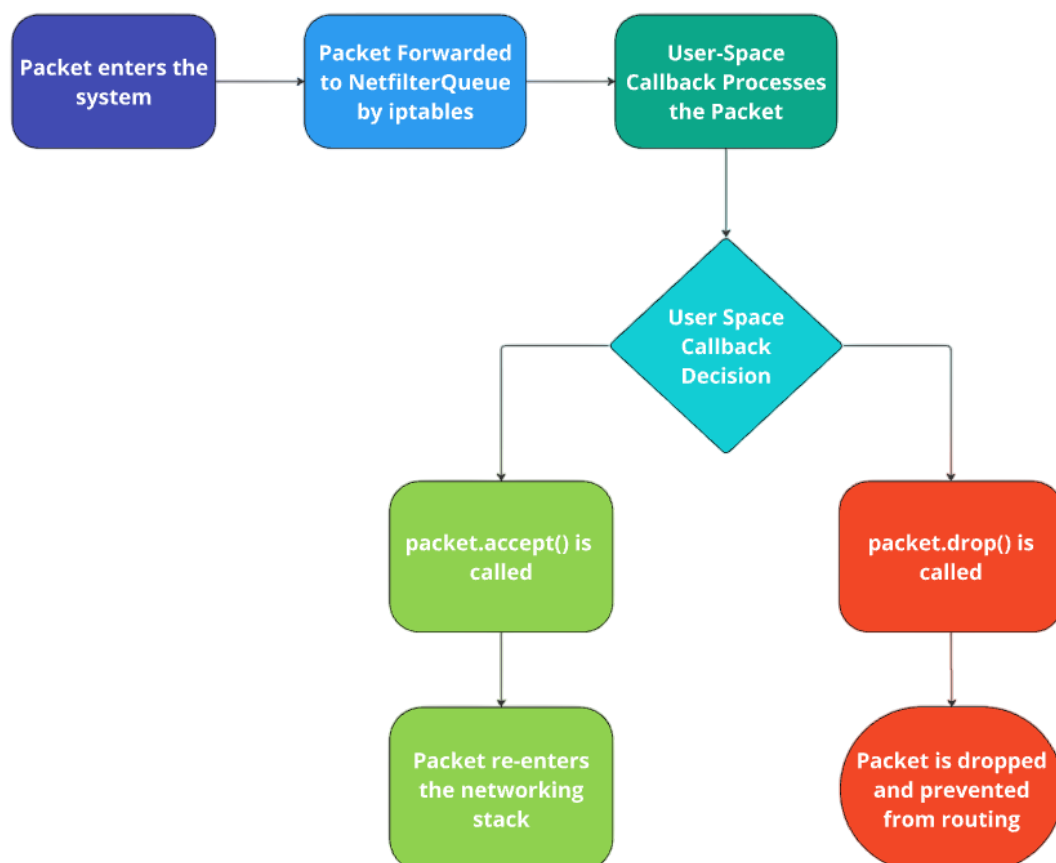 Packet enters the
system
Packet Forwarded
to NetfilterQueue
by iptables
User-Space
Callback Processes
the Packet
User Space
Callback
Decision
packet.accept() is
called
packet.drop() is
called
Packet re-enters
the networking
stack
Packet is dropped
and prevented
from routing